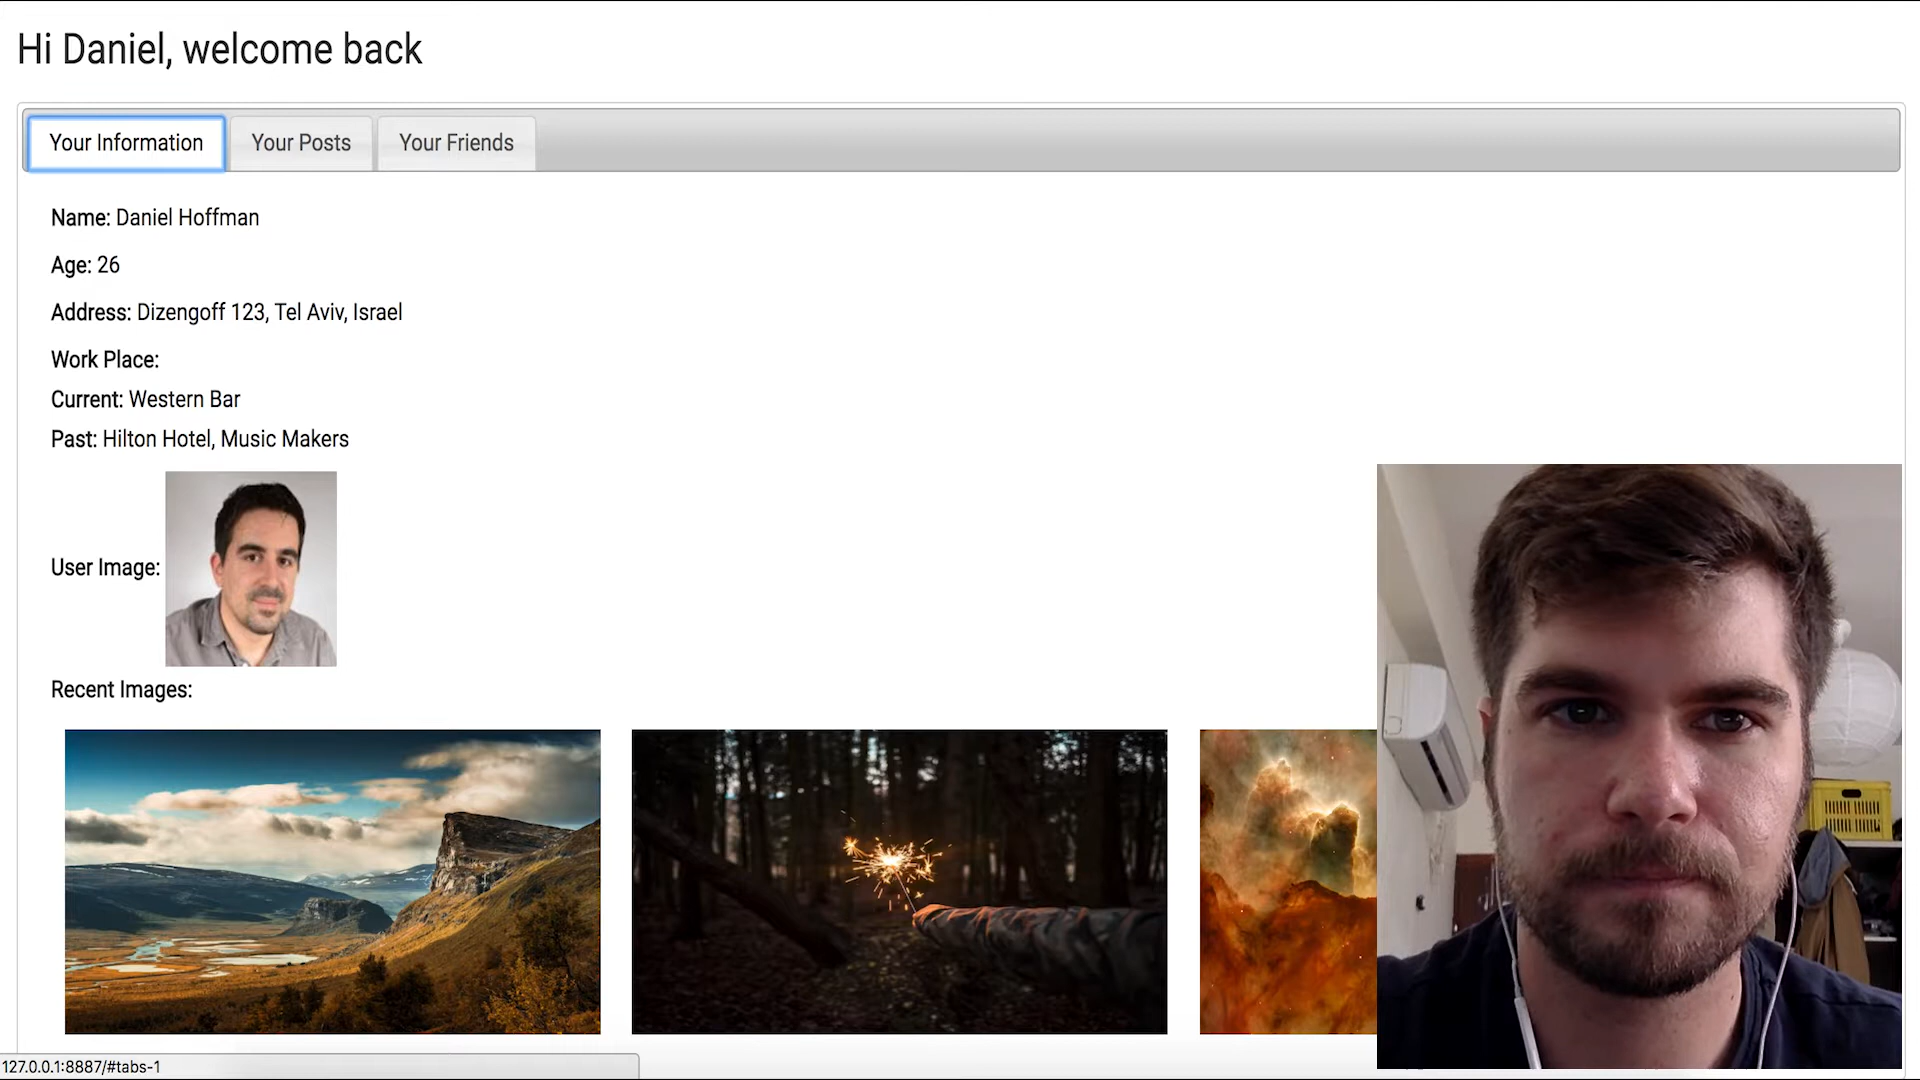 Hi Daniel, welcome back
Your Information
Your Posts
Your Friends
Name: Daniel Hoffman
Age: 26
Address: Dizengoff 123, Tel Aviv, Israel
Work Place:
Current: Western Bar
Past: Hilton Hotel, Music Makers
User Image:
Recent Images:
127.0.0.1:8887/#tabs-1